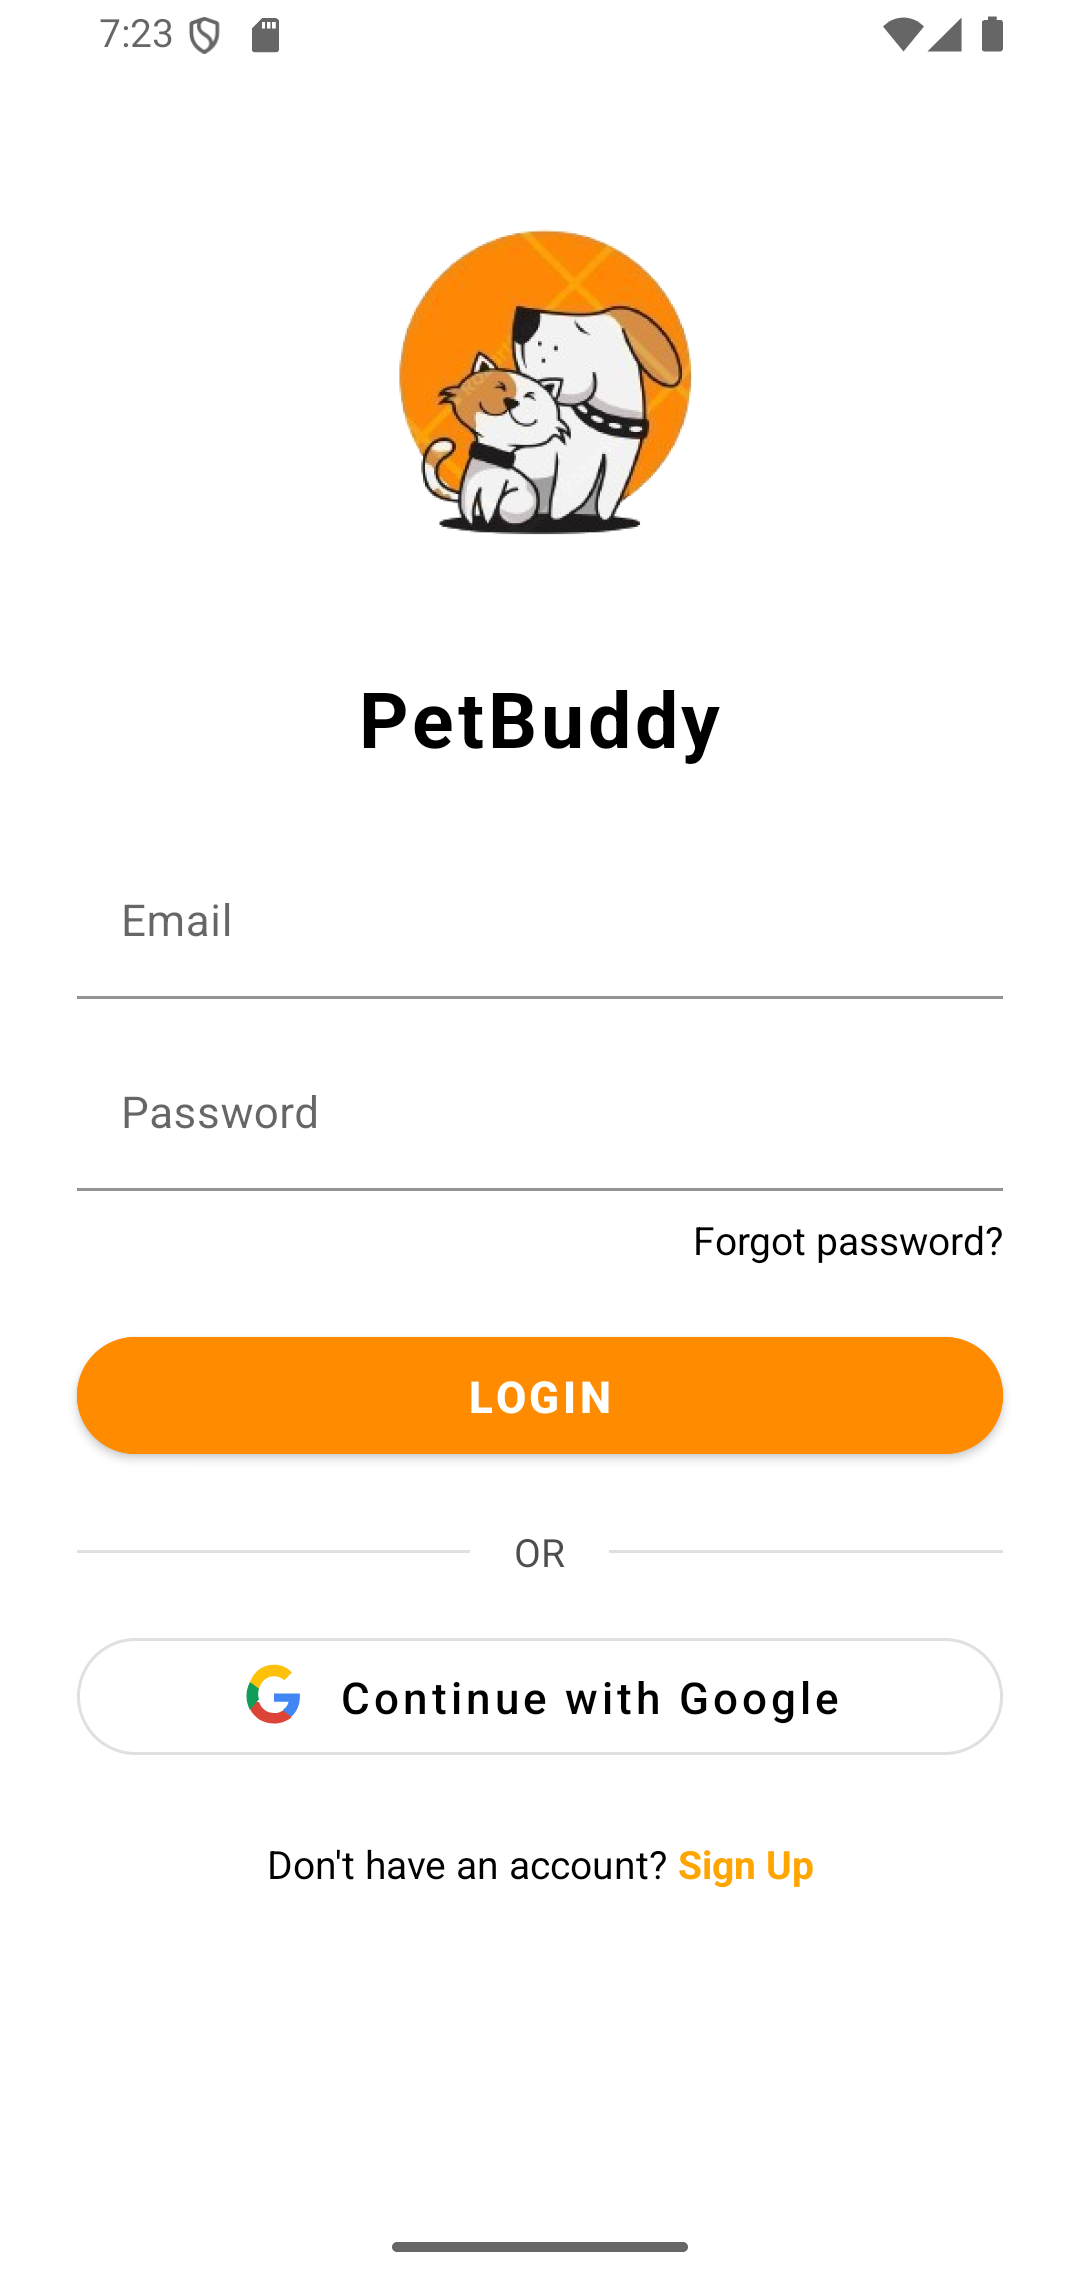 7:23
PetBuddy
Email
Password
Forgot password?
LOGIN
OR
Continue with Google
Don't have an account? Sign Up